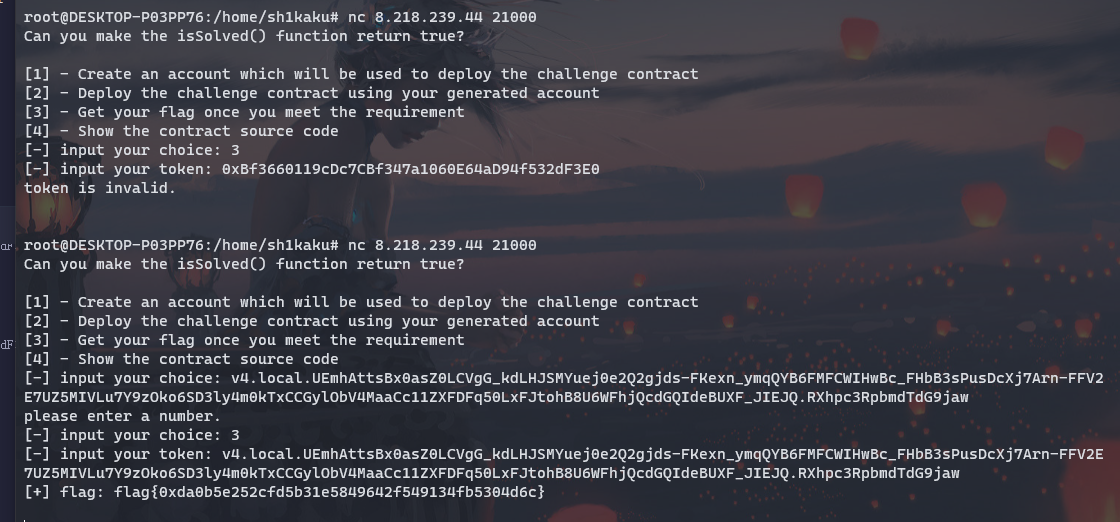 root@DESKTOP-P03PP76:/home/sh1kaku# nc 8.218.239.44 21000
Can you make the isSolved() function return true?
[1] - Create an account which will be used to deploy the challenge contract
[2] - Deploy the challenge contract using your generated account
[3] - Get your flag once you meet the requirement
[4] - Show the contract source code
[-] input your choice: 3
[-] input your token: 0xBf3660119cDc7CBf347a1060E64aD94f532dF3E0
token is invalid.
root@DESKTOP-P03PP76:/home/sh1kaku# nc 8.218.239.44 21000
Can you make the isSolved() function return true?
[1] - Create an account which will be used to deploy the challenge contract
[2] - Deploy the challenge contract using your generated account
[3] - Get your flag once you meet the requirement
[4] - Show the contract source code
[-] input your choice: v4.local.UEmhAttsBx0asZ0LCVgG_kdLHJSMYuej0e2Q2gjds-FKexn_ymqQYB6FMFCWIHwBc_FHbB3sPusDcXj7Arn-FFV2
E7UZ5MIVLu7Y9zOko6SD3ly4m0kTxCCGylObV4MaaCc11ZXFDFq50LxFJtohB8U6WFhjQcdGQIdeBUXF_JIEJQ.RXhpc3RpbmdTdG9jaw
please enter a number.
[-] input your choice: 3
[-] input your token: v4.local.UEmhAttsBx0asZ0LCVgG_kdLHJSMYuej0e2Q2gjds-FKexn_ymqQYB6FMFCWIHwBc_FHbB3sPusDcXj7Arn-FFV2E
7UZ5MIVLu7Y9zOko6SD3ly4m0kTxCCGylObV4MaaCc11ZXFDFq50LxFJtohB8U6WFhjQcdGQIdeBUXF_JIEJQ.RXhpc3RpbmdTdG9jaw
[+] flag: flag{0xda0b5e252cfd5b31e5849642f549134fb5304d6c}